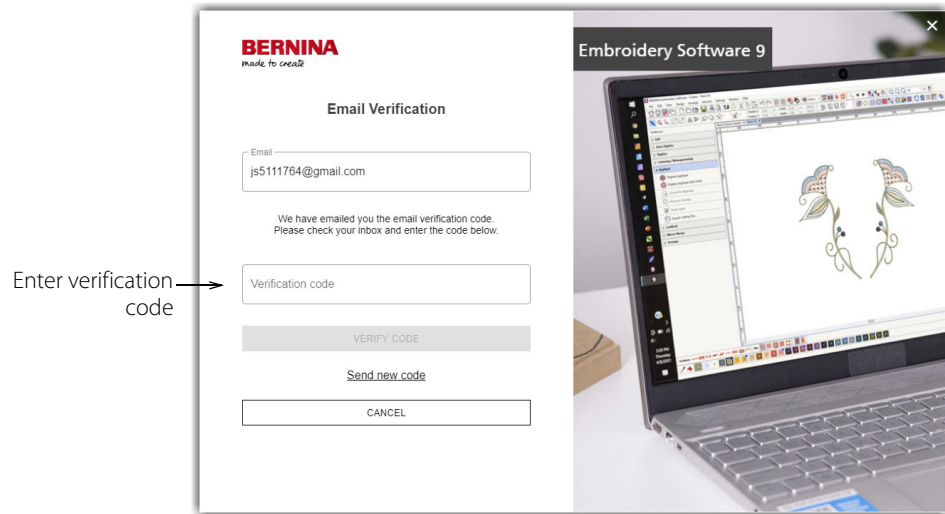 BERNINA
made to create
Embroidery Software 9
Email Verification
Email
js5111764@gmail.com
We have emailed you the email verification code.
Please check your inbox and enter the code below.
Enter verification
code
Verification code
VERIFY CODE
Send new code
CANCEL